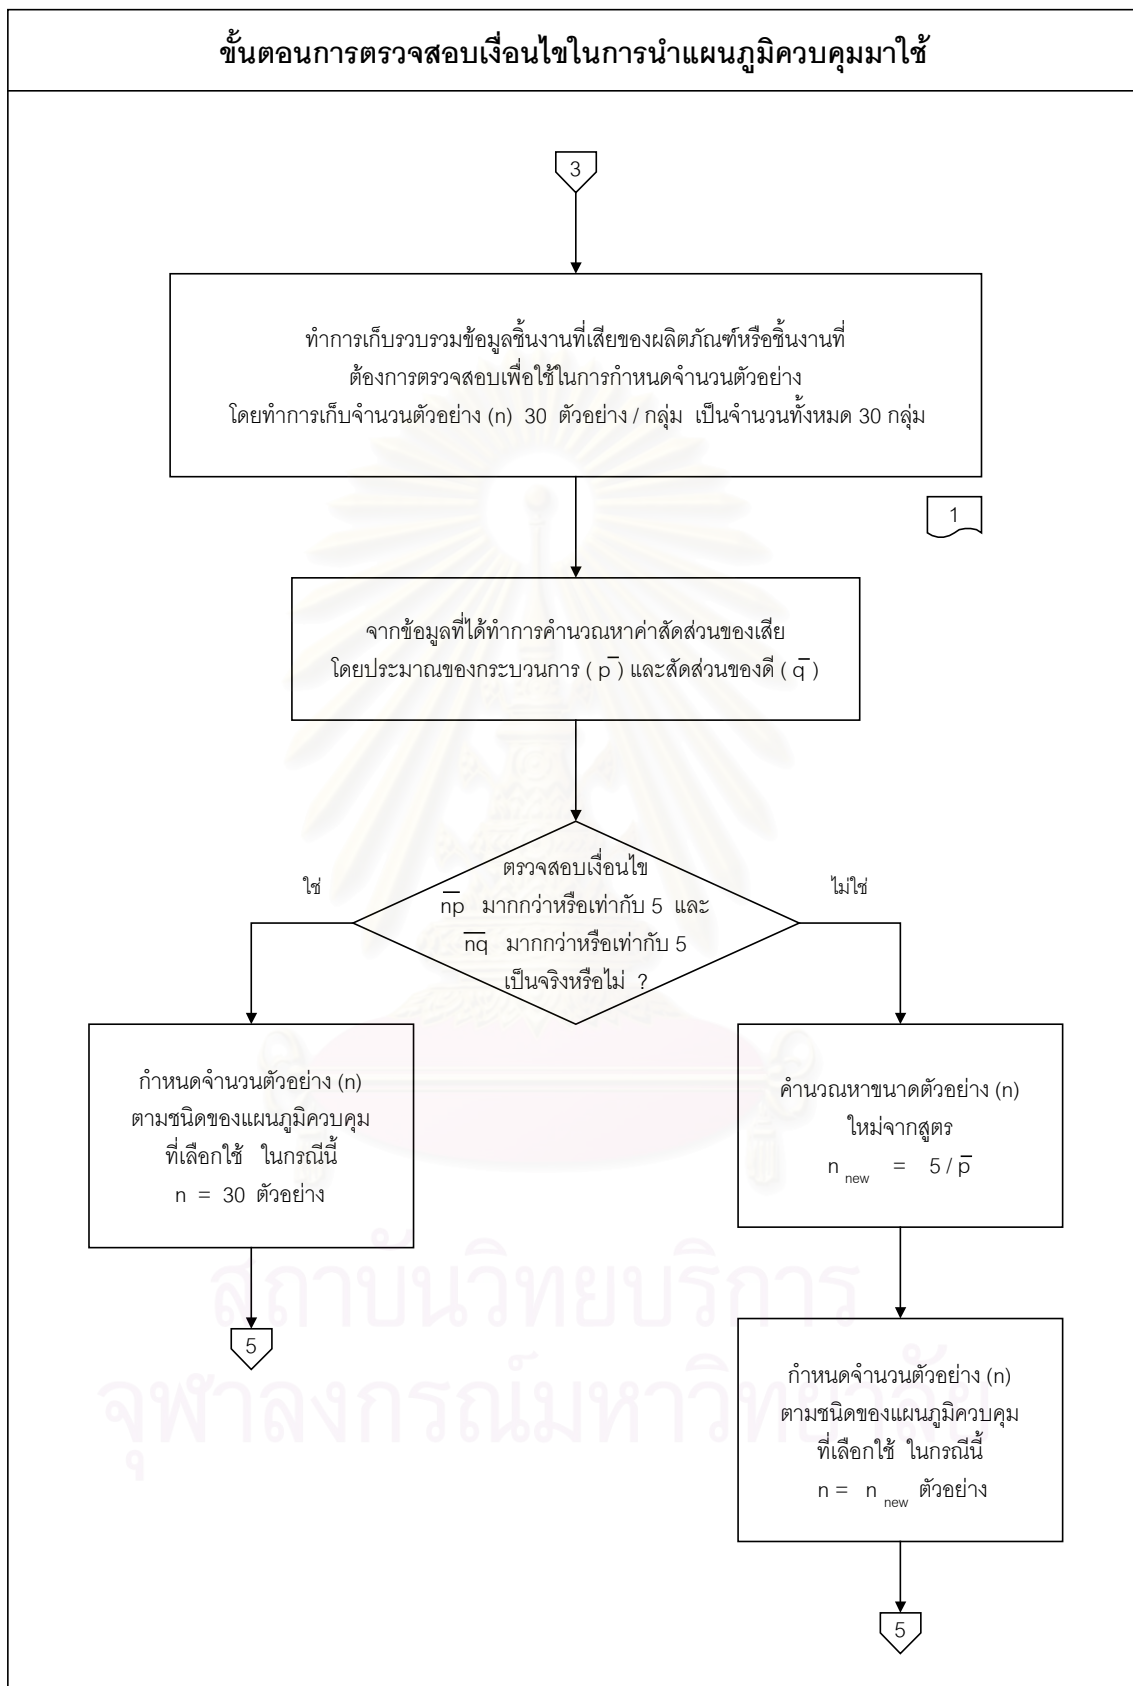 ขั้นตอนการตรวจสอบเงื่อนไขในการนำแผนภูมิควบคุมมาใช้
3
ทำการเก็บรวบรวมข้อมูลชิ้นงานที่เสียของผลิตภัณฑ์หรือชิ้นงานที่
ต้องการตรวจสอบเพื่อใช้ในการกำหนดจำนวนตัวอย่าง
โดยทำการเก็บจำนวนตัวอย่าง (n) 30 ตัวอย่าง / กลุ่ม เป็นจำนวนทั้งหมด 30 กลุ่ม
1
จากข้อมูลที่ได้ทำการคำนวณหาค่าสัดส่วนของเสีย
โดยประมาณของกระบวนการ ( p̅ ) และสัดส่วนของดี ( q̅ )
ตรวจสอบเงื่อนไข
n̅p̅ มากกว่าหรือเท่ากับ 5 และ
n̅q̅ มากกว่าหรือเท่ากับ 5
เป็นจริงหรือไม่ ?
ใช่
ไม่ใช่
กำหนดจำนวนตัวอย่าง (n)
ตามชนิดของแผนภูมิควบคุม
ที่เลือกใช้ ในกรณีนี้
n = 30 ตัวอย่าง
5
คำนวณหาขนาดตัวอย่าง (n)
ใหม่จากสูตร
n new = 5 / p̅
กำหนดจำนวนตัวอย่าง (n)
ตามชนิดของแผนภูมิควบคุม
ที่เลือกใช้ ในกรณีนี้
n = n new ตัวอย่าง
5
สถาบันวิทยบริการ
จุฬาลงกรณ์มหาวิทยาลัย